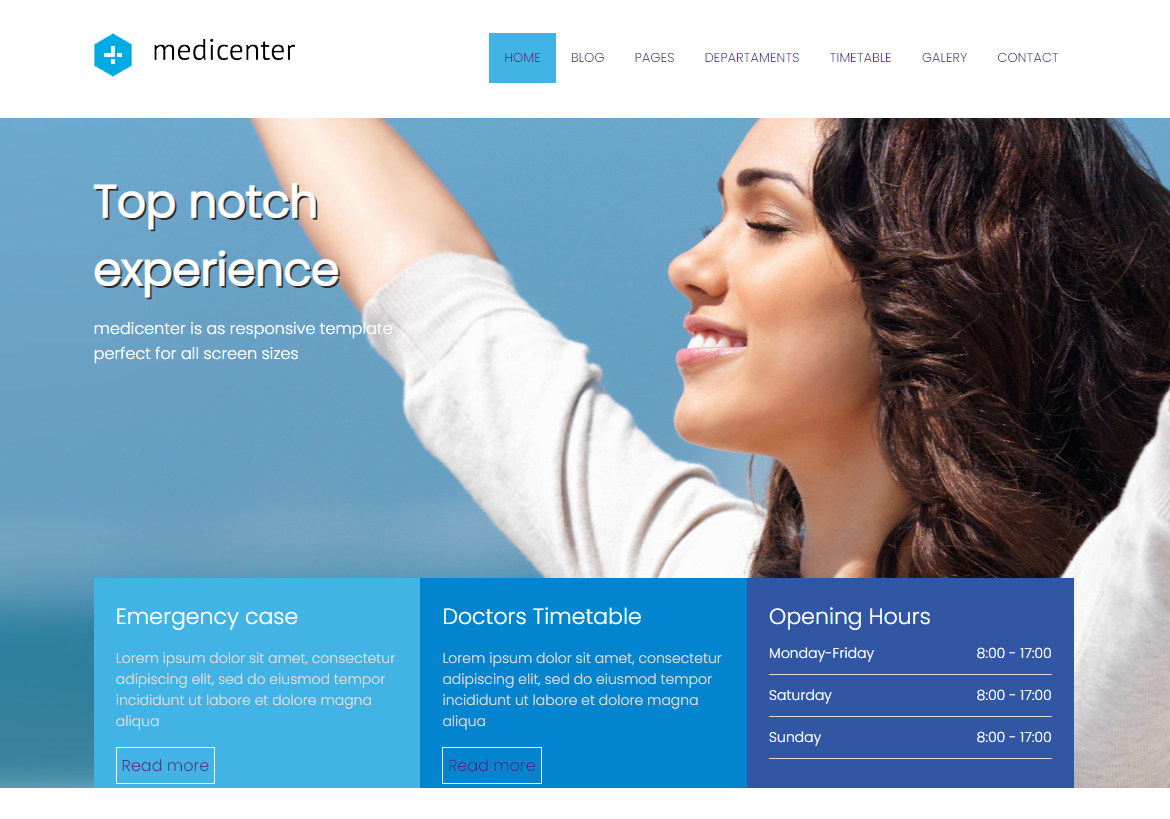 medicenter
HOME BLOG PAGES DEPARTAMENTS TIMETABLE GALERY CONTACT
Top notch
experience
medicenter is as responsive template
perfect for all screen sizes
Emergency case
Lorem ipsum dolor sit amet, consectetur
adipiscing elit, sed do eiusmod tempor
incididunt ut labore et dolore magna
aliqua
Read more
Doctors Timetable
Lorem ipsum dolor sit amet, consectetur
adipiscing elit, sed do eiusmod tempor
incididunt ut labore et dolore magna
aliqua
Read more
Opening Hours
Monday-Friday 8:00 - 17:00
Saturday 8:00 - 17:00
Sunday 8:00 - 17:00